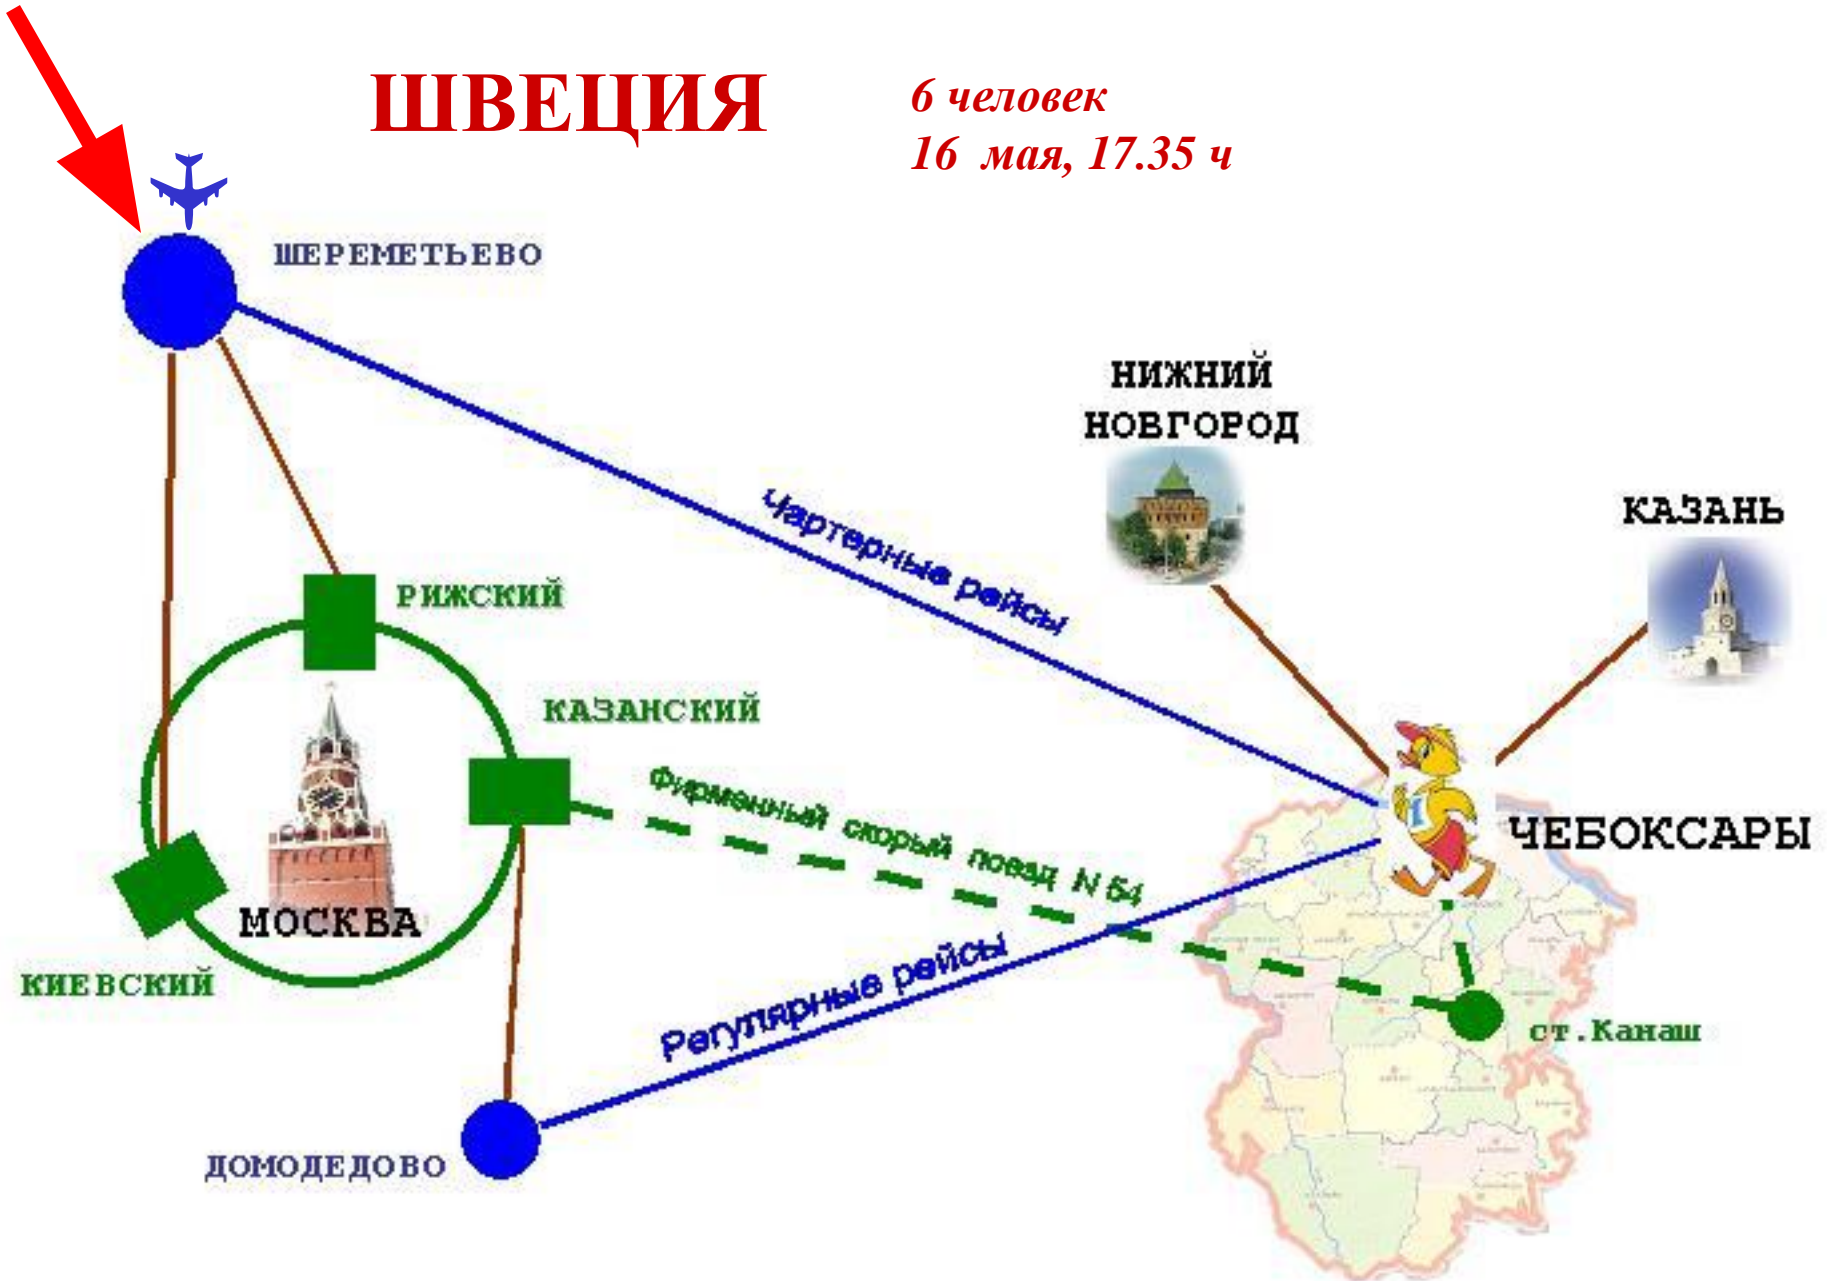 ШВЕЦИЯ
6 человек
16 мая, 17.35 ч
ШЕРЕМЕТЬЕВО
НИЖНИЙ
НОВГОРОД
КАЗАНЬ
Чартерные рейсы
РИЖСКИЙ
КАЗАНСКИЙ
Фирменный скорый поезд N 54
ЧЕБОКСАРЫ
МОСКВА
КИЕВСКИЙ
Регулярные рейсы
ст.Канаш
ДОМОДЕДОВО